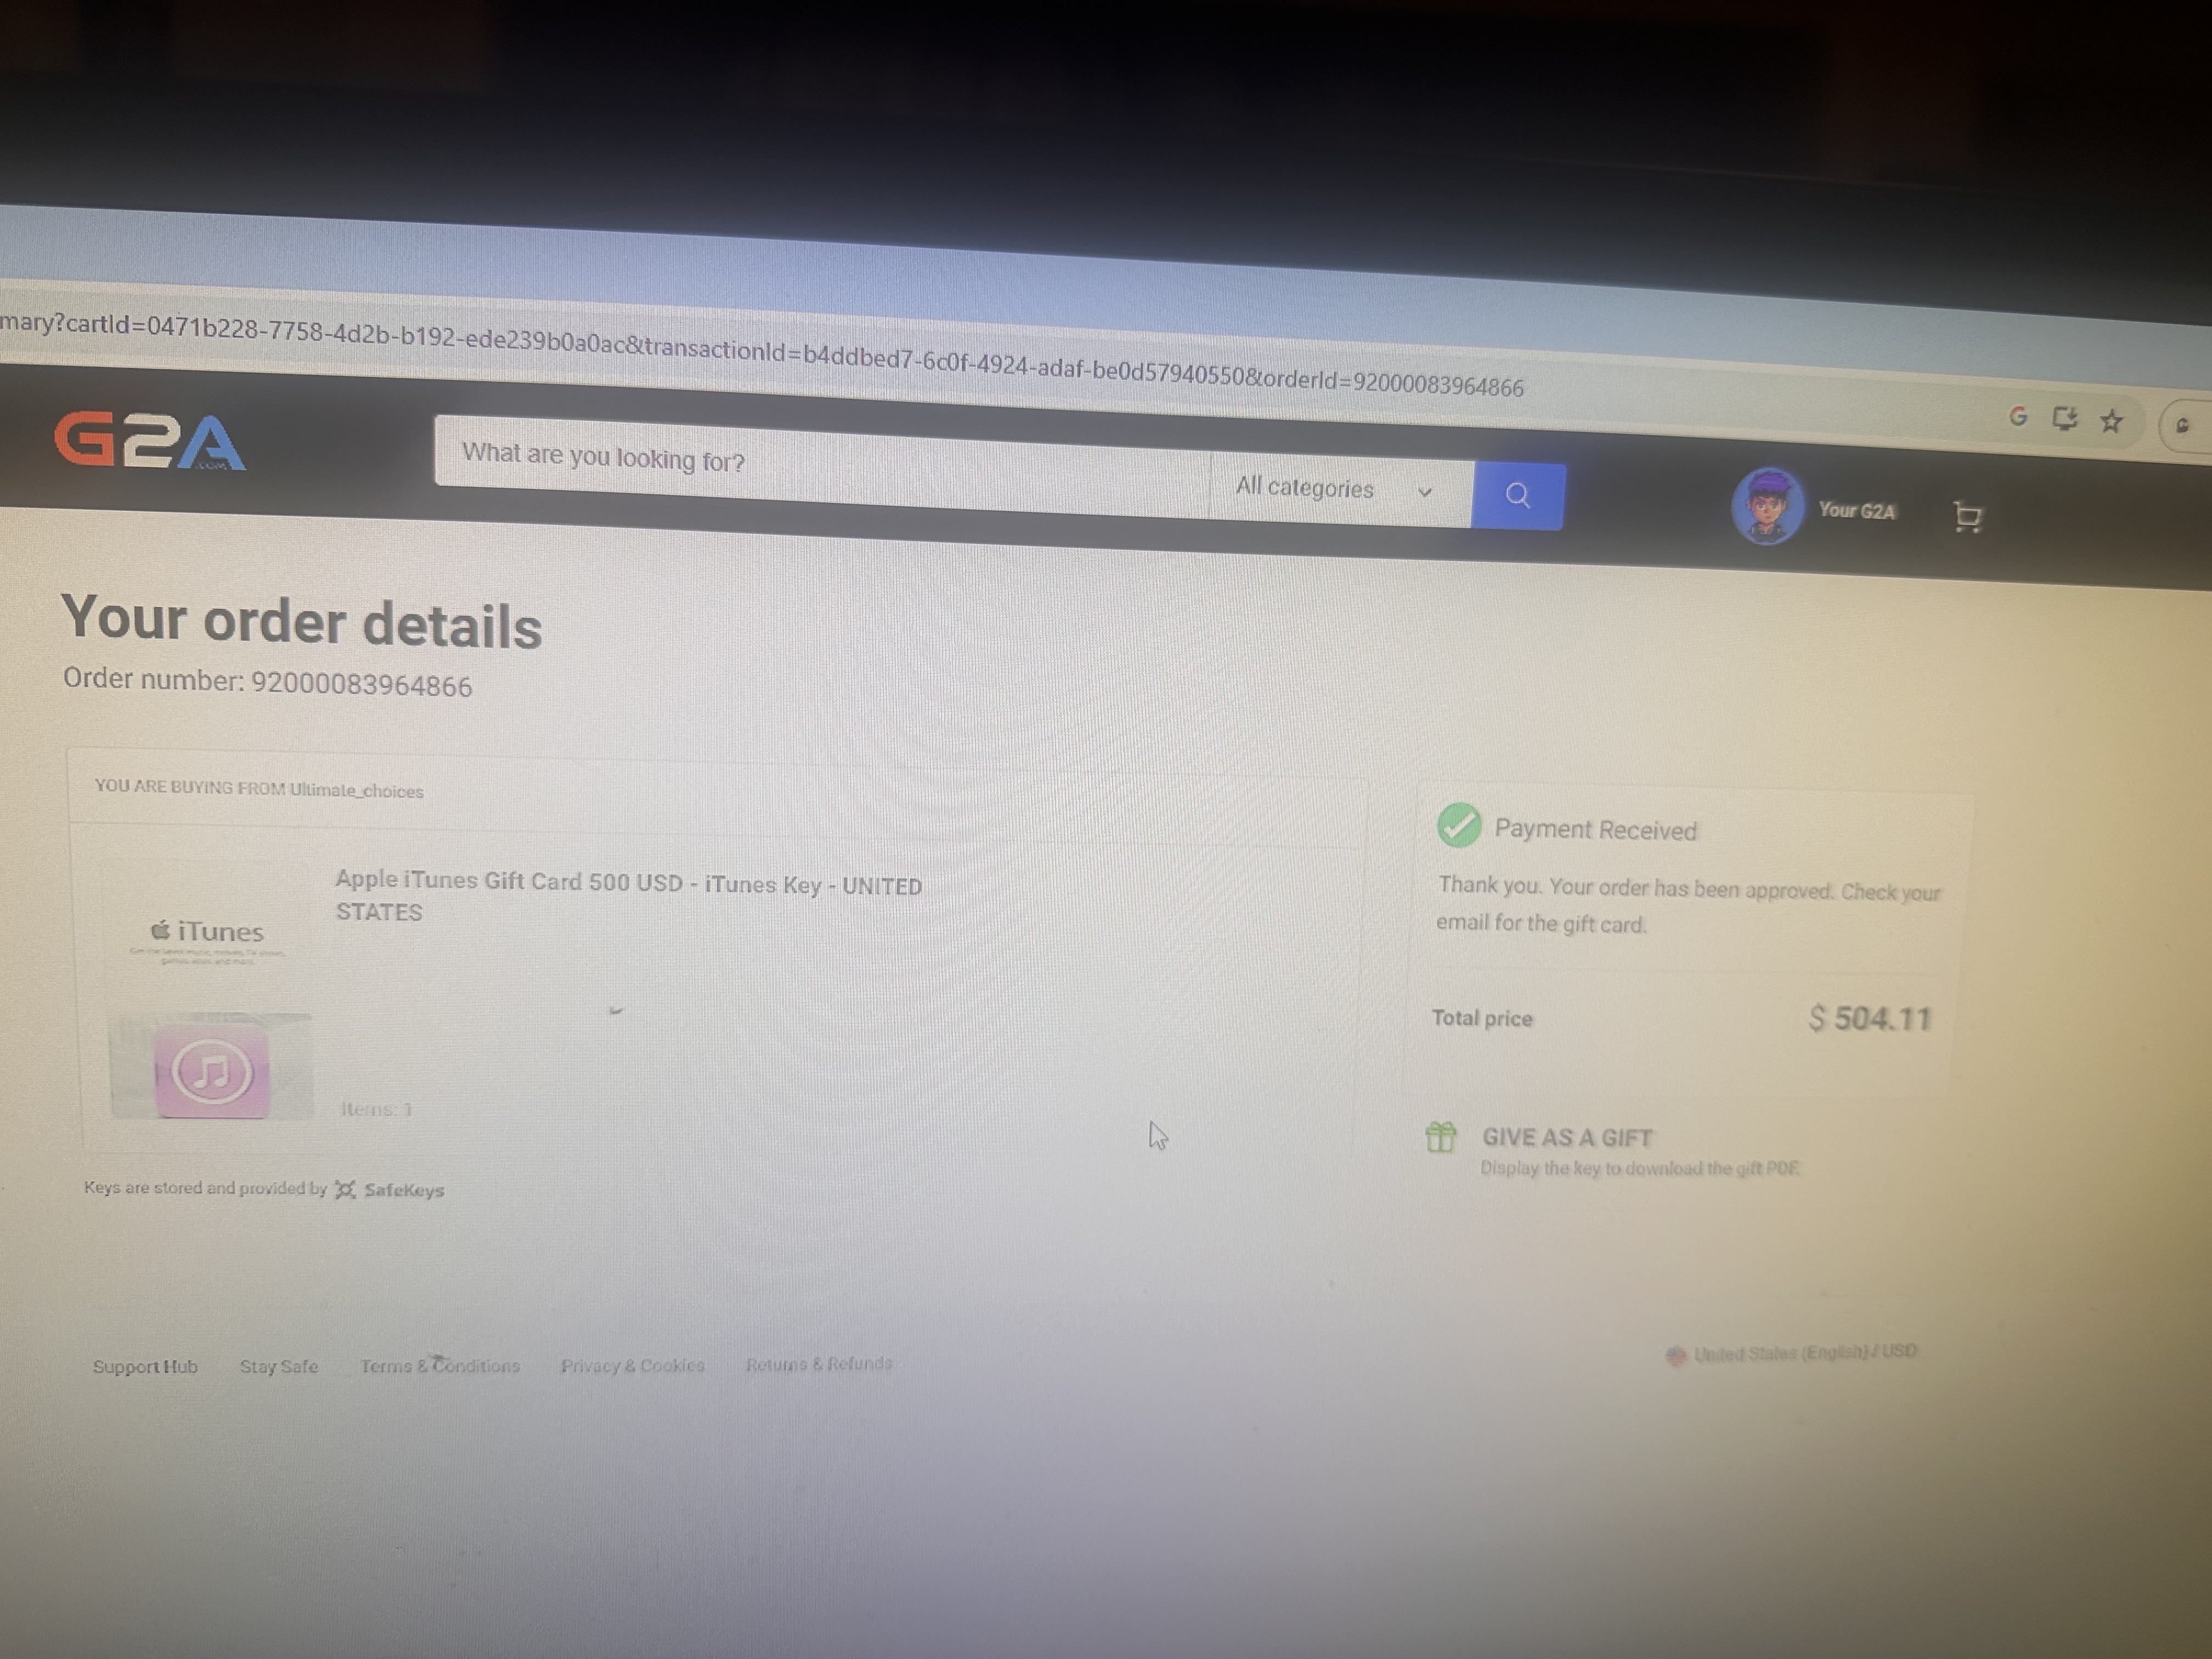 mary?cartId=0471b228-7758-4d2b-b192-ede239b0a0ac&transactionId=b4ddbed7-6c0f-4924-adaf-be0d57940550&orderId=92000083964866
G2A
.COM
What are you looking for?
All categories
Your G2A
Your order details
Order number: 92000083964866
YOU ARE BUYING FROM Ultimate_choices
Apple iTunes Gift Card 500 USD - iTunes Key - UNITED
STATES
iTunes
Items: 1
Keys are stored and provided by SafeKeys
Payment Received
Thank you. Your order has been approved. Check your
email for the gift card.
Total price
$ 504.11
GIVE AS A GIFT
Display the key to download the gift PDF.
Support Hub
Stay Safe
Terms & Conditions
Privacy & Cookies
Returns & Refunds
United States (English) / USD